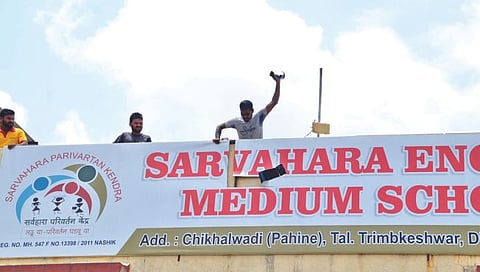 SARVAHARA PARIVARTAN KENDRA
सर्वहारा परिवर्तन केंद्र
REG. NO. MH. 547 F NO.13398 / 2011 NASHIK
SARVAHARA ENG
MEDIUM SCHO
Add. : Chikhalwadi (Pahine), Tal. Trimbkeshwar, D